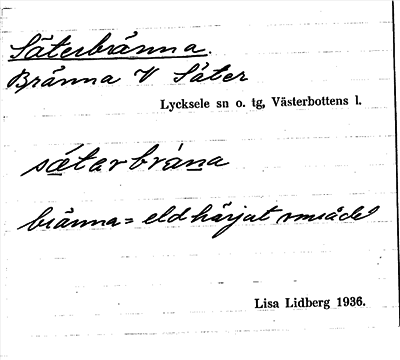 Säterbränna.
Bränna V Säter
Lycksele sn o. tg, Västerbottens l.
sätarbräna
bränna = eldhärjat område
Lisa Lidberg 1936.